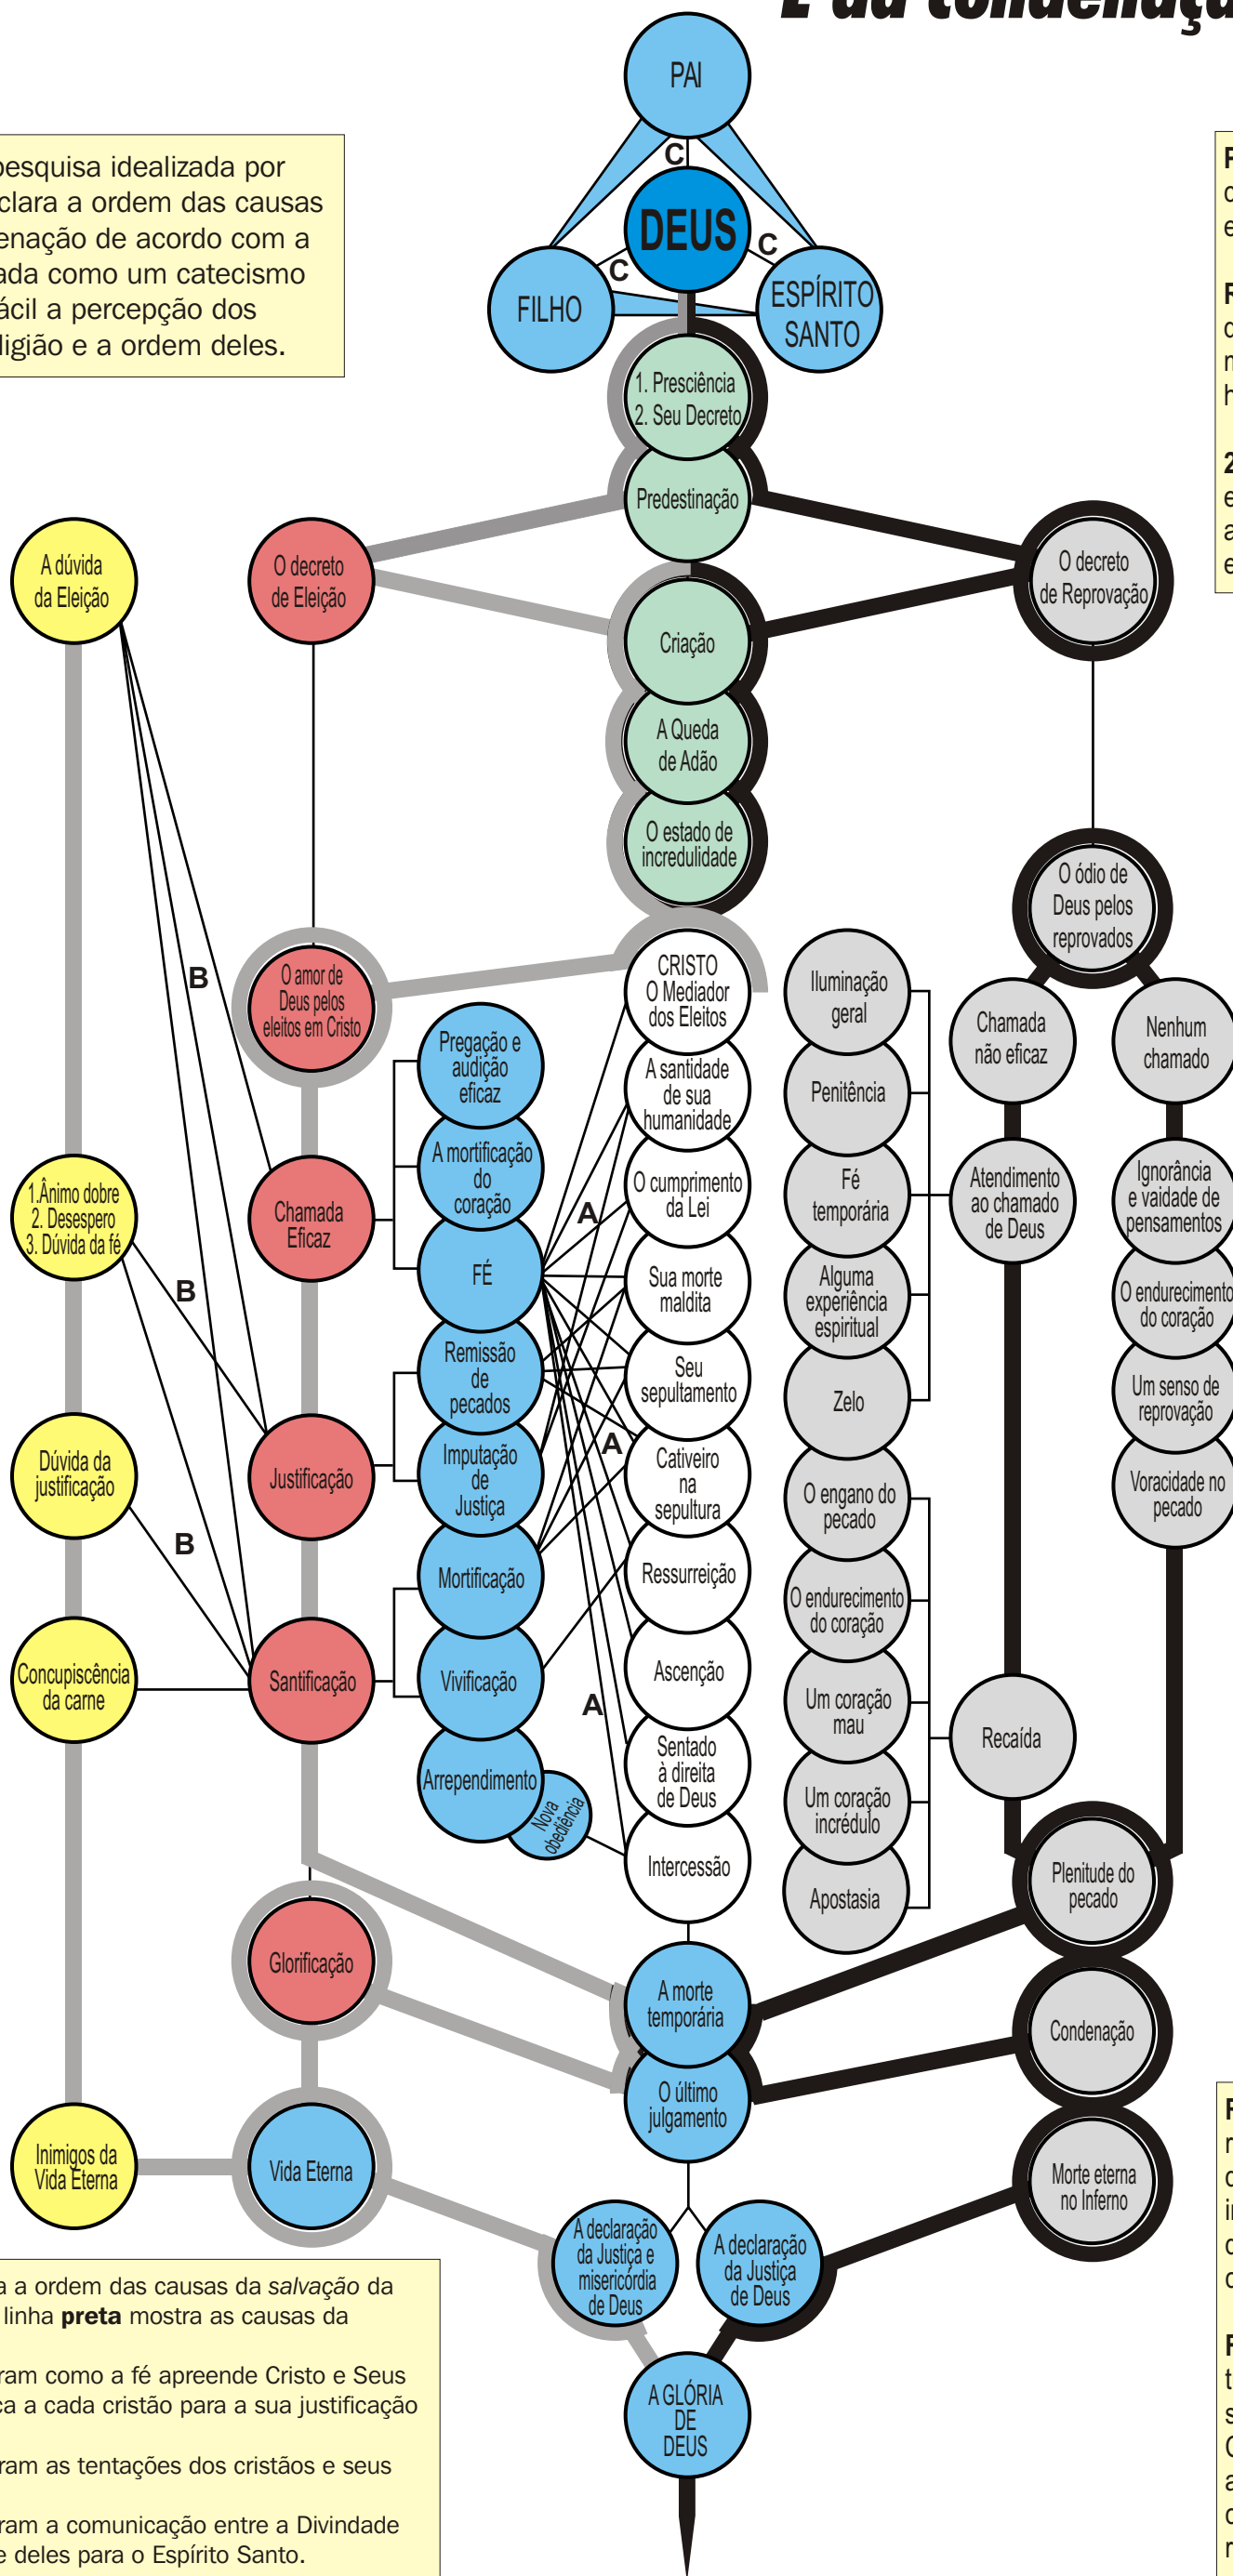 E da condenaç
PAI
C
DEUS
C
C
FILHO
ESPÍRITO
SANTO
pesquisa idealizada por
clara a ordem das causas
enação de acordo com a
ada como um catecismo
ácil a percepção dos
ligião e a ordem deles.
1. Presciência
2. Seu Decreto
Predestinação
A dúvida
da Eleição
O decreto
de Eleição
O decreto
de Reprovação
Criação
A Queda
de Adão
O estado de
incredulidade
O ódio de
Deus pelos
reprovados
B
O amor de
Deus pelos
eleitos em Cristo
CRISTO
O Mediador
dos Eleitos
Iluminação
geral
Chamada
não eficaz
Nenhum
chamado
Pregação e
audição
eficaz
A santidade
de sua
humanidade
Penitência
1.Ânimo dobre
2. Desespero
3. Dúvida da fé
Chamada
Eficaz
A mortificação
do
coração
A
O cumprimento
da Lei
Fé
temporária
Atendimento
ao chamado
de Deus
Ignorância
e vaidade de
pensamentos
B
FÉ
Sua morte
maldita
Alguma
experiência
espiritual
O endurecimento
do coração
Remissão
de
pecados
Seu
sepultamento
Zelo
Um senso de
reprovação
Dúvida da
justificação
Justificação
Imputação
de
Justiça
A
Cativeiro
na
sepultura
O engano do
pecado
Voracidade no
pecado
B
Mortificação
Ressurreição
O endurecimento
do coração
Concupiscência
da carne
Santificação
Vivificação
A
Ascenção
Um coração
mau
Recaída
Arrependimento
Nova
obediência
Sentado
à direita
de Deus
Um coração
incrédulo
Intercessão
Apostasia
Plenitude do
pecado
Glorificação
A morte
temporária
Condenação
O último
julgamento
Inimigos da
Vida Eterna
Vida Eterna
Morte eterna
no Inferno
A declaração
da Justiça e
misericórdia
de Deus
A declaração
da Justiça
de Deus
A GLÓRIA
DE
DEUS
a a ordem das causas da salvação da
linha preta mostra as causas da
ram como a fé apreende Cristo e Seus
ca a cada cristão para a sua justificação
ram as tentações dos cristãos e seus
ram a comunicação entre a Divindade
e deles para o Espírito Santo.